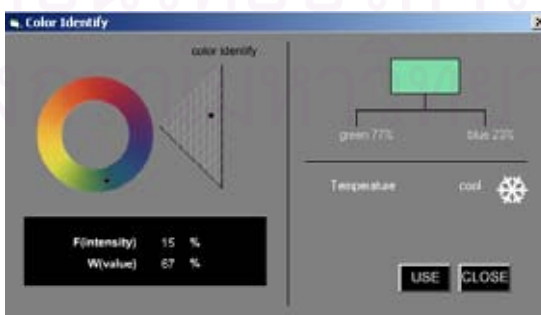 Color Identify
color identify
green 77% blue 23%
Temperature cool
F(intensity) 15 %
W(value) 67 %
USE CLOSE